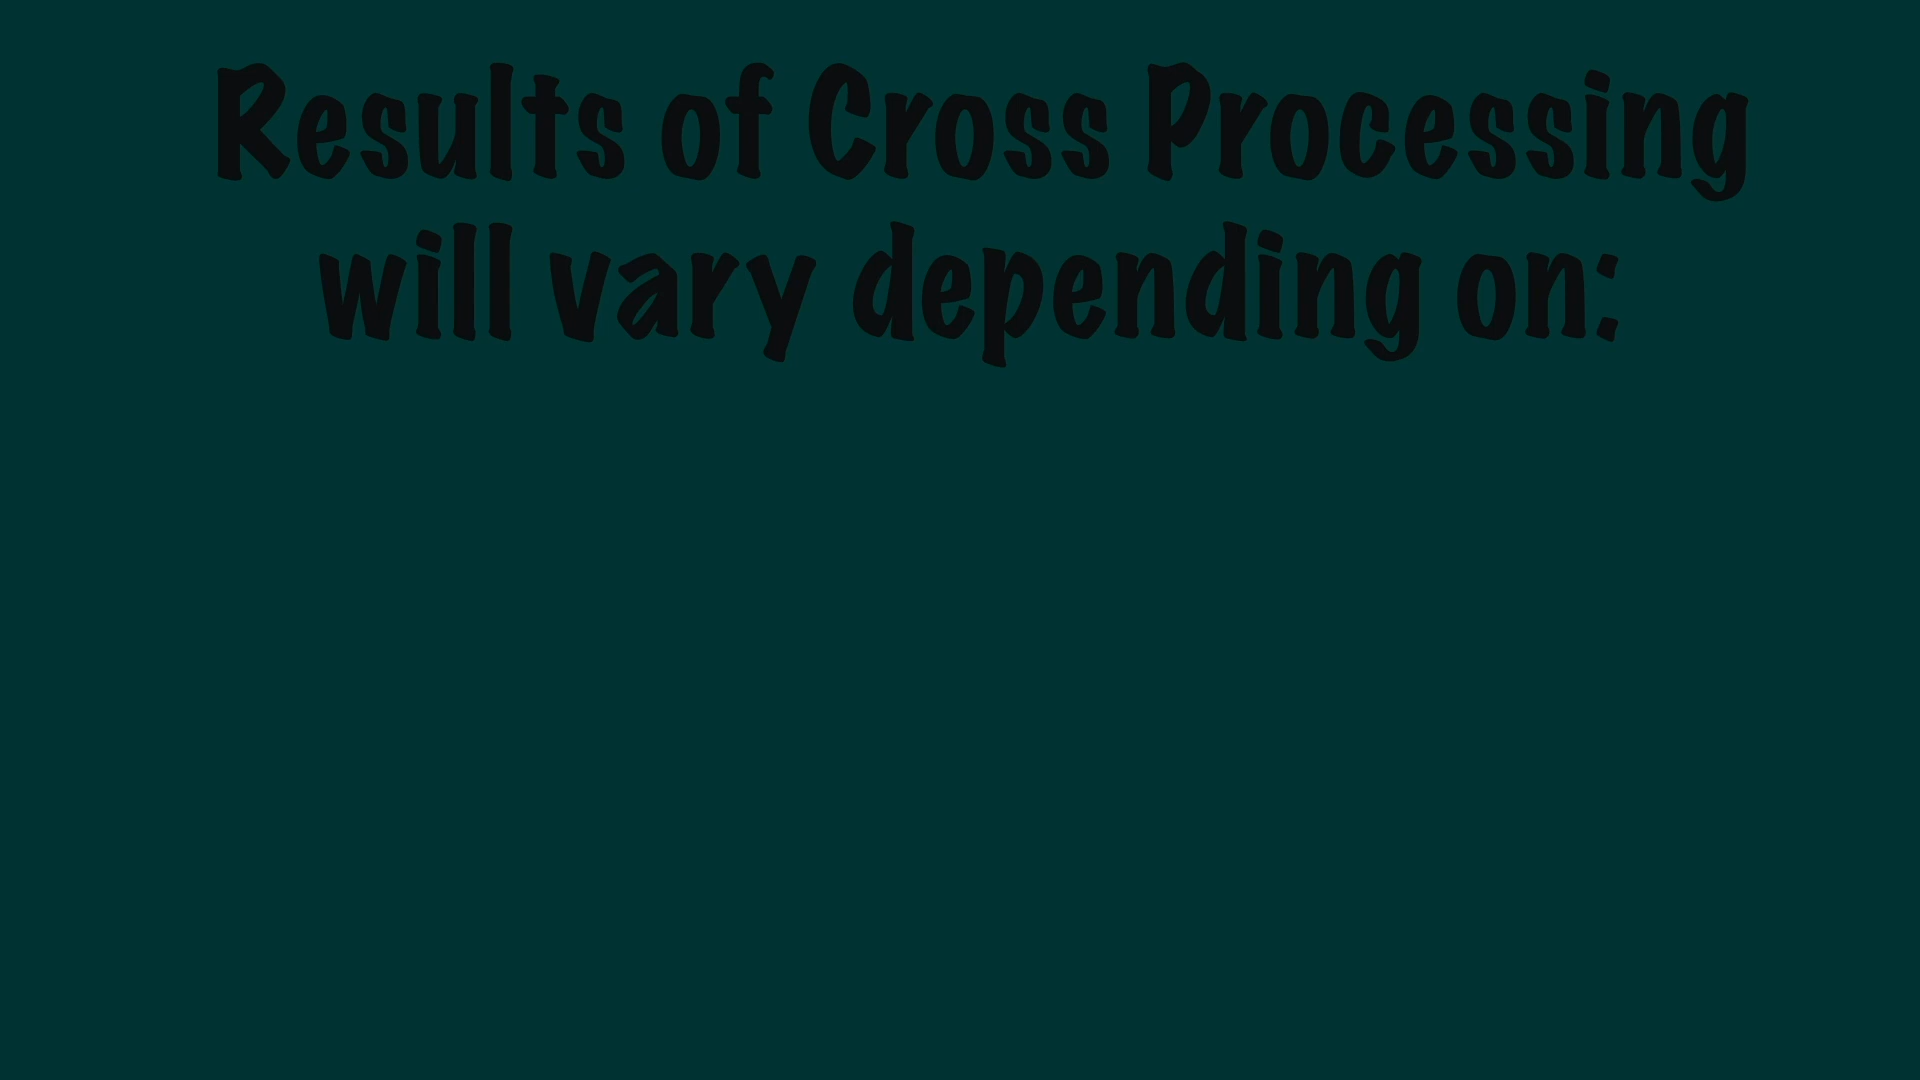 Results of Cross Processing
will vary depending on: